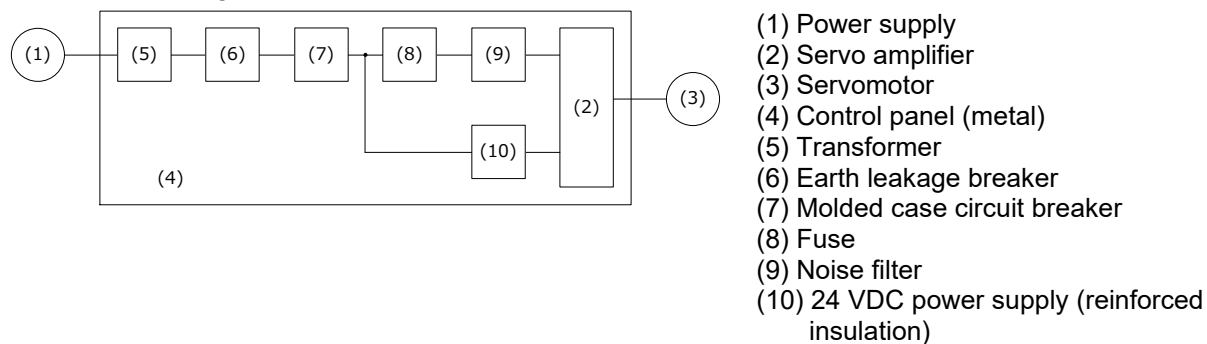 (1)
(5)
(6)
(7)
(8)
(9)
(2)
(3)
(10)
(4)
(1) Power supply
(2) Servo amplifier
(3) Servomotor
(4) Control panel (metal)
(5) Transformer
(6) Earth leakage breaker
(7) Molded case circuit breaker
(8) Fuse
(9) Noise filter
(10) 24 VDC power supply (reinforced
insulation)